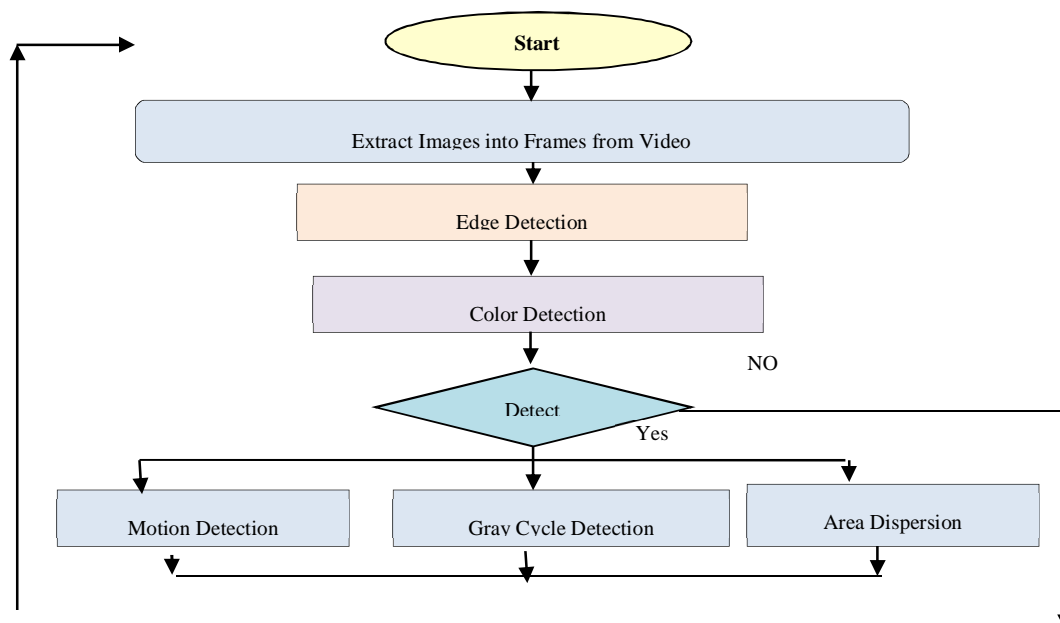 Start
Extract Images into Frames from Video
Edge Detection
Color Detection
NO
Detect
Yes
Motion Detection
Gray Cycle Detection
Area Dispersion